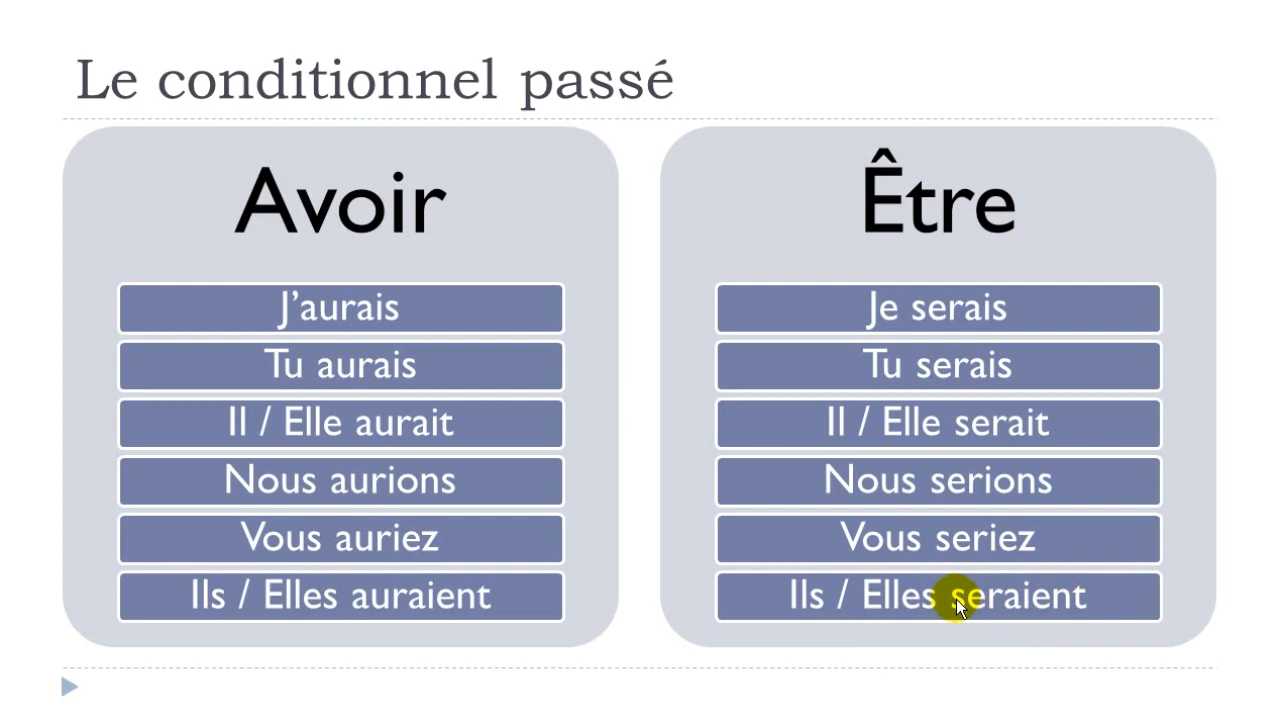 Le conditionnel passé
Avoir
J'aurais
Tu aurais
Il / Elle aurait
Nous aurions
Vous auriez
Ils / Elles auraient
Être
Je serais
Tu serais
Il / Elle serait
Nous serions
Vous seriez
Ils / Elles seraient